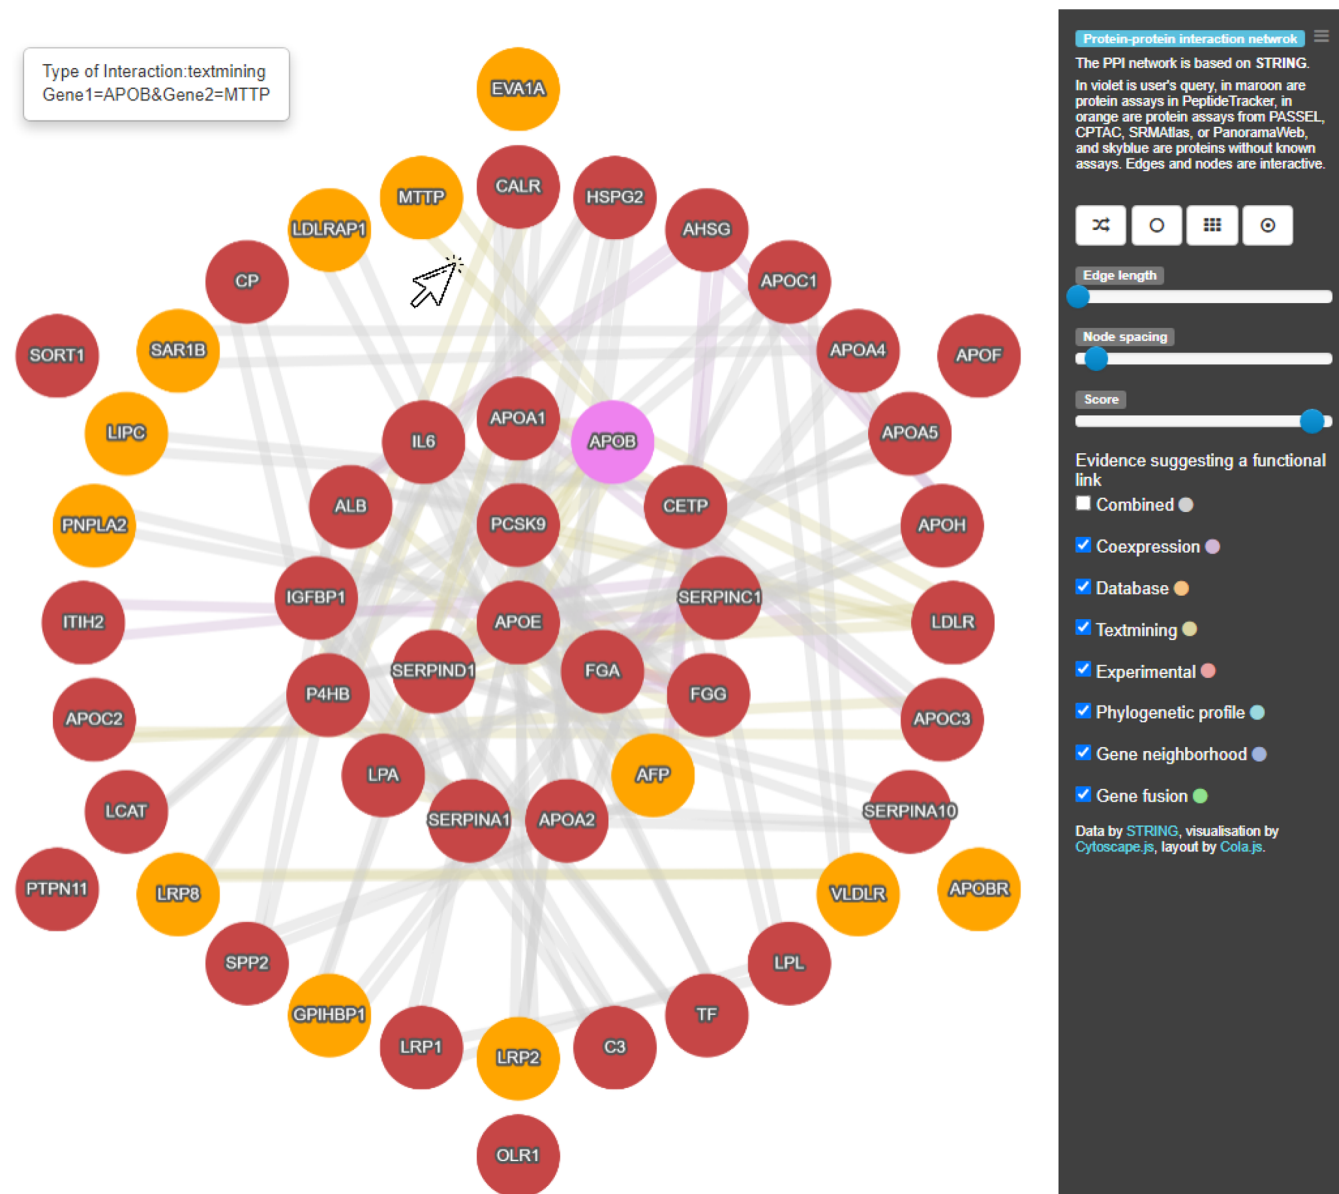 Type of Interaction:textmining
Gene1=APOB&Gene2=MTTP
EVA1A
MTTP
CALR
HSPG2
LDLRAP1
AHSG
CP
APOC1
SORT1
SAR1B
APOA4
APOF
LIPC
IL6
APOA1
APOB
APOA5
ALB
CETP
PNPLA2
PCSK9
APOH
IGFBP1
SERPINC1
ITIH2
APOE
LDLR
SERPIND1
FGA
P4HB
FGG
APOC2
APOC3
LPA
AFP
LCAT
SERPINA1
APOA2
SERPINA10
PTPN11
LRP8
VLDLR
APOBR
SPP2
LPL
GPIHBP1
TF
LRP1
LRP2
C3
OLR1
Protein-protein interaction netwrok
The PPI network is based on STRING.
In violet is user's query, in maroon are
protein assays in PeptideTracker, in
orange are protein assays from PASSEL,
CPTAC, SRMAtlas, or PanoramaWeb,
and skyblue are proteins without known
assays. Edges and nodes are interactive.
Edge length
Node spacing
Score
Evidence suggesting a functional
link
Combined
Coexpression
Database
Textmining
Experimental
Phylogenetic profile
Gene neighborhood
Gene fusion
Data by STRING, visualisation by
Cytoscape.js, layout by Cola.js.